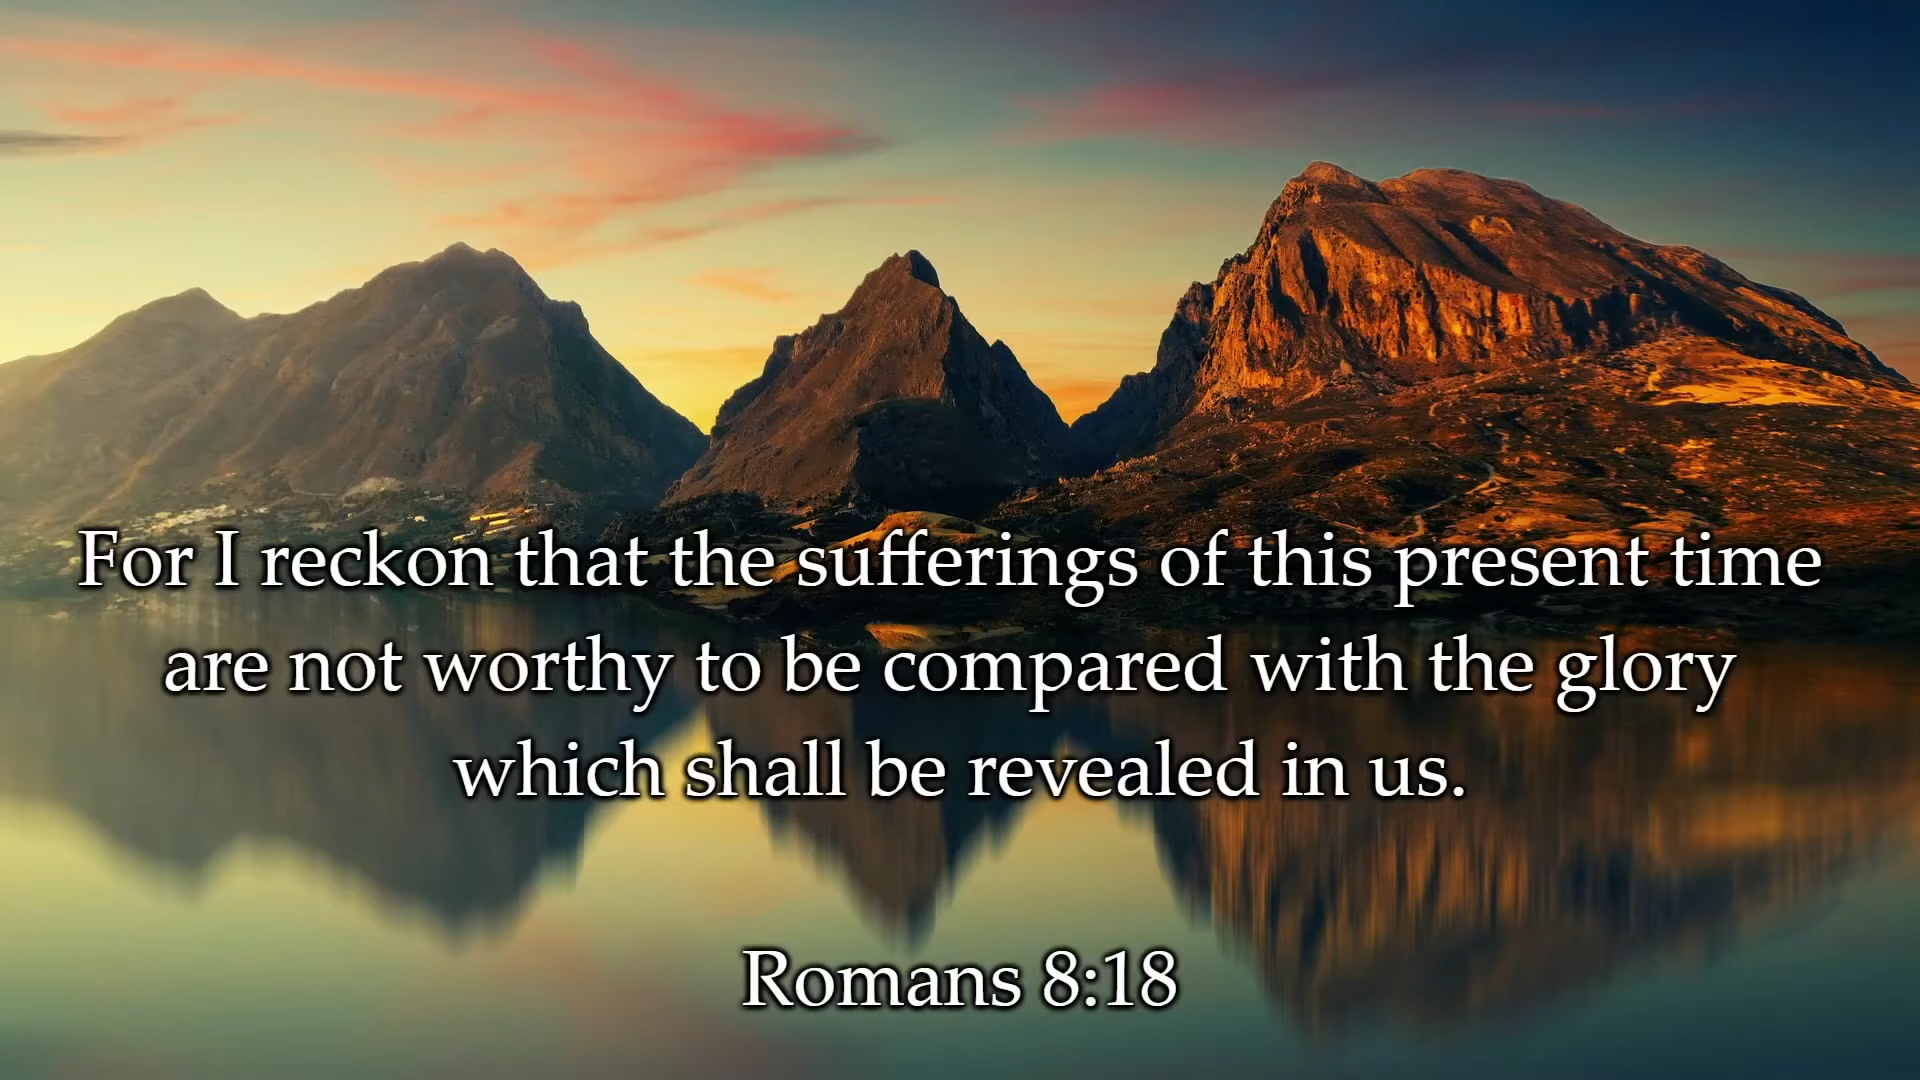 For I reckon that the sufferings of this present time
are not worthy to be compared with the glory
which shall be revealed in us.
Romans 8:18